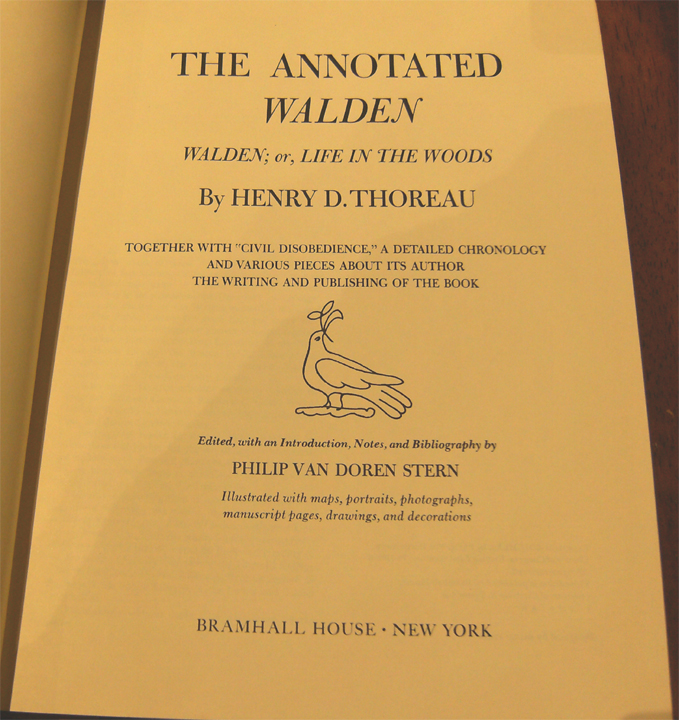 THE ANNOTATED
WALDEN
WALDEN; or, LIFE IN THE WOODS
By HENRY D. THOREAU
TOGETHER WITH "CIVIL DISOBEDIENCE," A DETAILED CHRONOLOGY
AND VARIOUS PIECES ABOUT ITS AUTHOR
THE WRITING AND PUBLISHING OF THE BOOK
Edited, with an Introduction, Notes, and Bibliography by
PHILIP VAN DOREN STERN
Illustrated with maps, portraits, photographs,
manuscript pages, drawings, and decorations
BRAMHALL HOUSE • NEW YORK